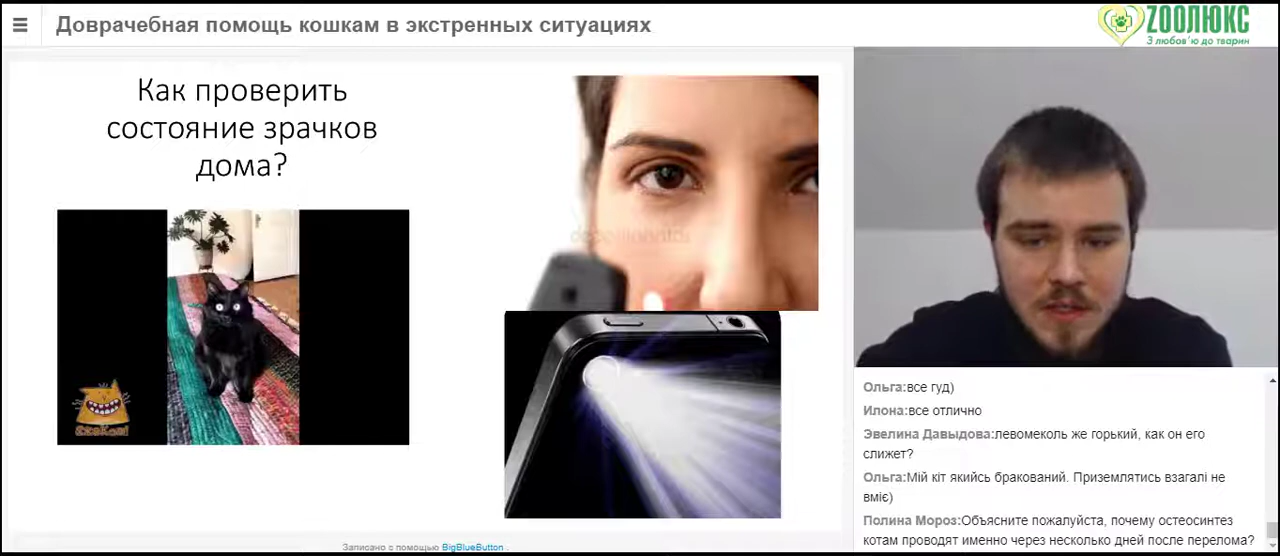 Доврачебная помощь кошкам в экстренных ситуациях
ZOOЛЮКС
З любов'ю до тварин
Как проверить
состояние зрачков
дома?
Ольга:все гуд)
Илона:все отлично
Эвелина Давыдова:левомеколь же горький, как он его
слижет?
Ольга:Мій кіт якийсь бракований. Приземлятись взагалі не
вміє)
Полина Мороз:Объясните пожалуйста, почему остеосинтез
котам проводят именно через несколько дней после перелома?
Записано с помощью BigBlueButton .